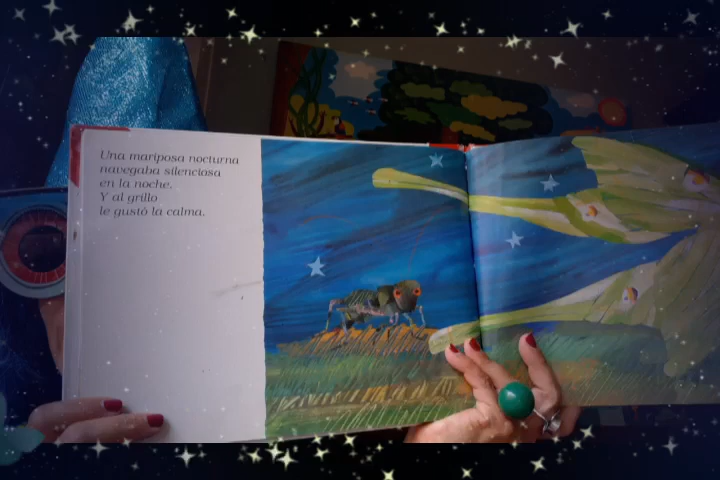 Una mariposa nocturna
navegaba silenciosa
en la noche.
Y al grillo
le gustó la calma.